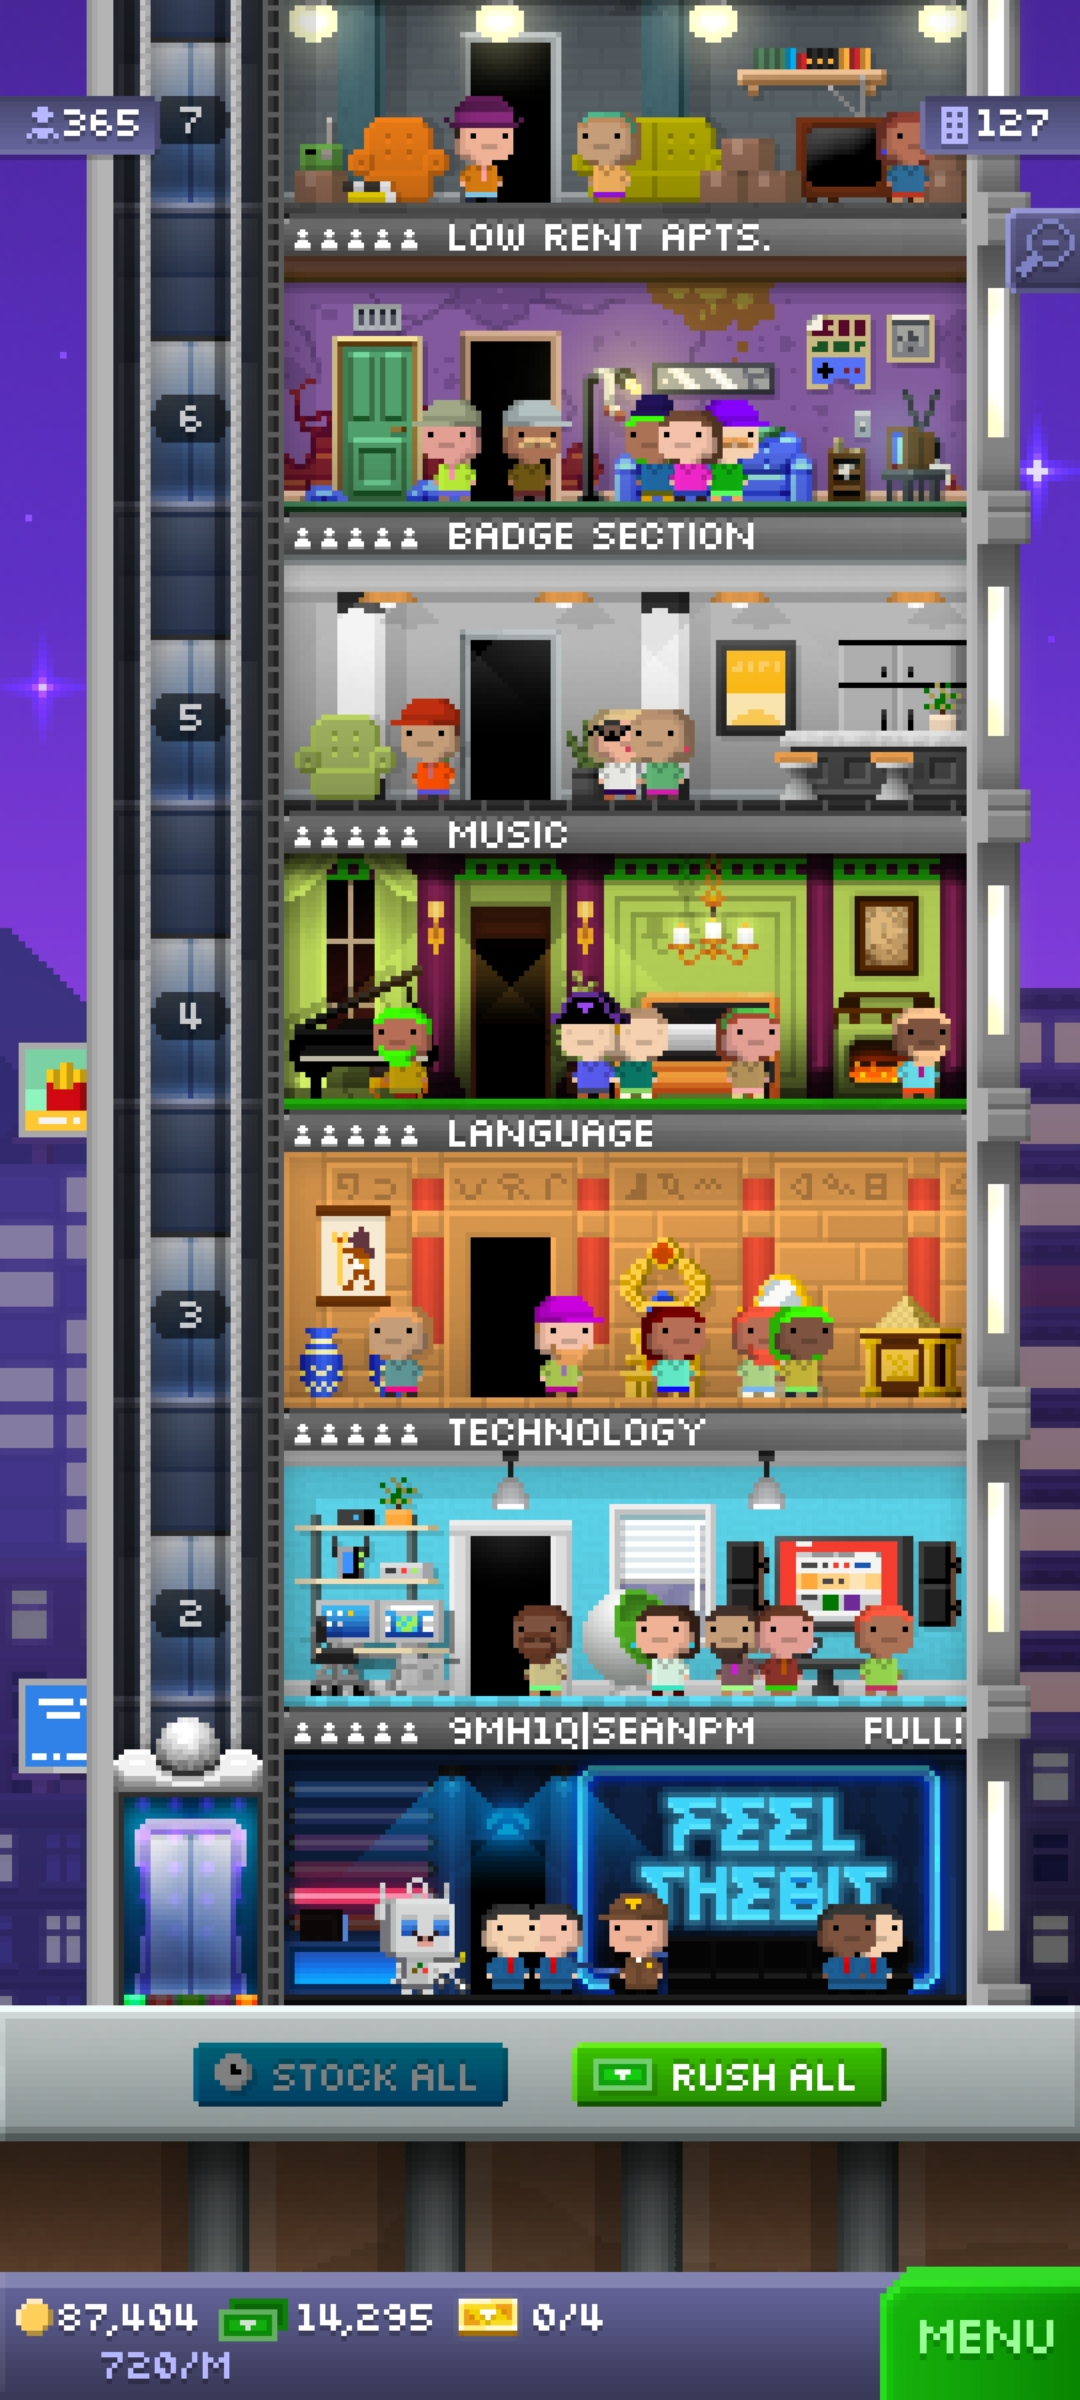 365
7
127
LOW RENT APTS.
6
BADGE SECTION
5
MUSIC
4
LANGUAGE
3
TECHNOLOGY
2
9MH1Q|SEANPM FULL!
FEEL
THEBIT
STOCK ALL
RUSH ALL
87,404 14,295 0/4
720/M
MENU